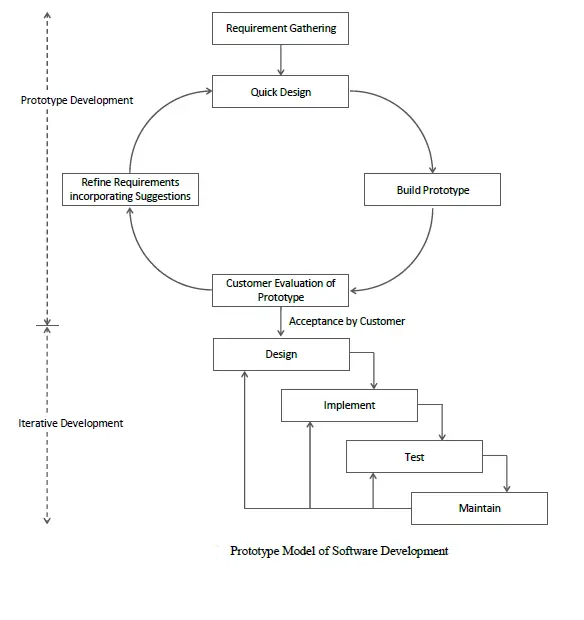 Requirement Gathering
Quick Design
Prototype Development
Refine Requirements
incorporating Suggestions
Build Prototype
Customer Evaluation of
Prototype
Acceptance by Customer
Design
Implement
Iterative Development
Test
Maintain
Prototype Model of Software Development